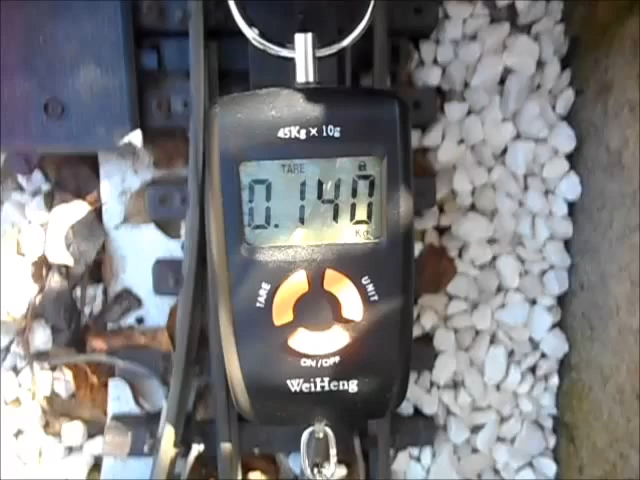 45Kg × 10g
TARE
0.140
Kg
TARE
UNIT
ON/OFF
WeiHeng